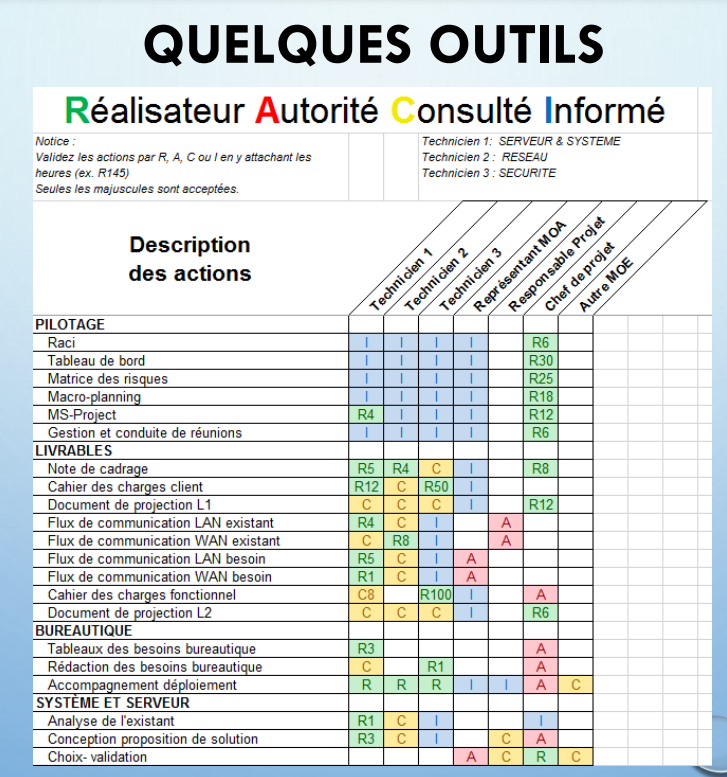 QUELQUES OUTILS
Réalisateur Autorité Consulté Informé
Notice :
Validez les actions par R, A, C ou I en y attachant les
heures (ex. R145)
Seules les majuscules sont acceptées.
Technicien 1: SERVEUR & SYSTEME
Technicien 2 : RESEAU
Technicien 3 : SECURITE
Description
des actions
Technicien 1
Technicien 2
Technicien 3
Représentant MOA
Responsable Projet
Chef de projet
Autre MOE
PILOTAGE
Raci I I I I R6
Tableau de bord I I I I R30
Matrice des risques I I I I R25
Macro-planning I I I I R18
MS-Project R4 I I I R12
Gestion et conduite de réunions I I I I R6
LIVRABLES
Note de cadrage R5 R4 C I R8
Cahier des charges client R12 C R50 I
Document de projection L1 C C C I R12
Flux de communication LAN existant R4 C I A
Flux de communication WAN existant C R8 I A
Flux de communication LAN besoin R5 C I A
Flux de communication WAN besoin R1 C I A
Cahier des charges fonctionnel C8 R100 I A
Document de projection L2 C C C I R6
BUREAUTIQUE
Tableaux des besoins bureautique R3 A
Rédaction des besoins bureautique C R1 A
Accompagnement déploiement R R R I I A C
SYSTÈME ET SERVEUR
Analyse de l'existant R1 C I I
Conception proposition de solution R3 C I C A
Choix- validation A C R C